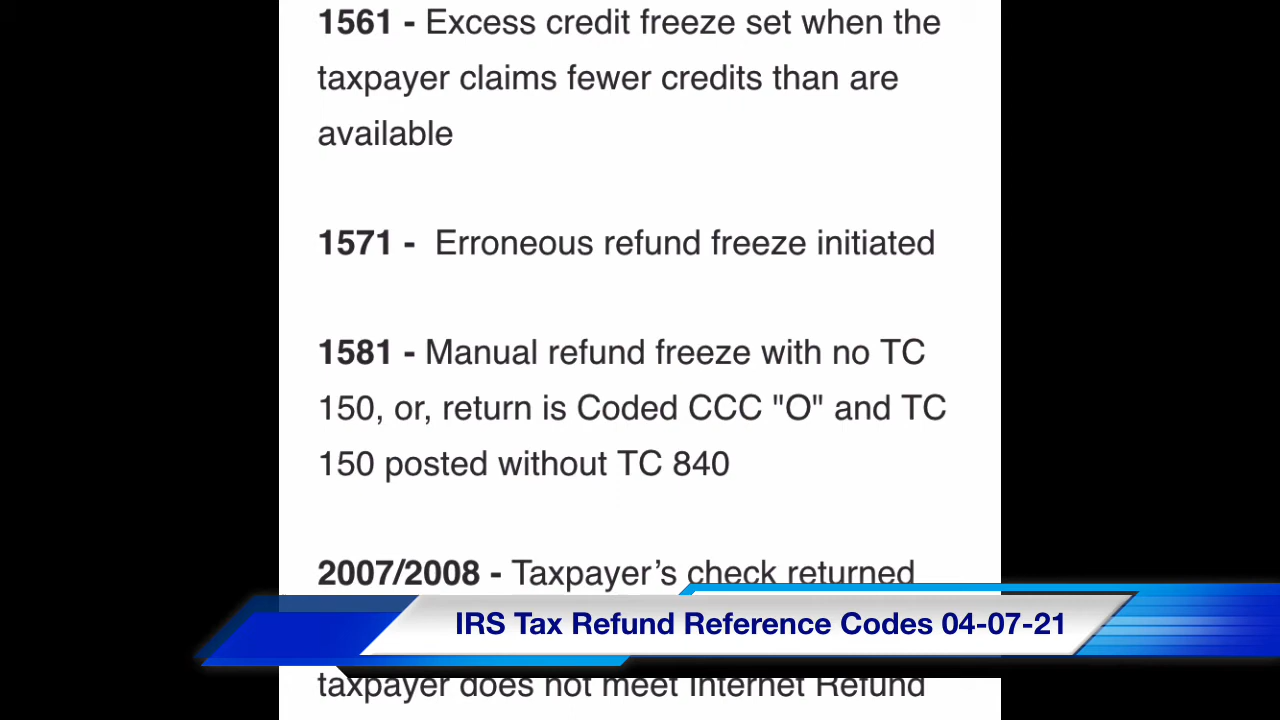 1561 - Excess credit freeze set when the
taxpayer claims fewer credits than are
available
1571 - Erroneous refund freeze initiated
1581 - Manual refund freeze with no TC
150, or, return is Coded CCC "O" and TC
150 posted without TC 840
2007/2008 - Taxpayer’s check returned
IRS Tax Refund Reference Codes 04-07-21
taxpayer does not meet Internet Refund